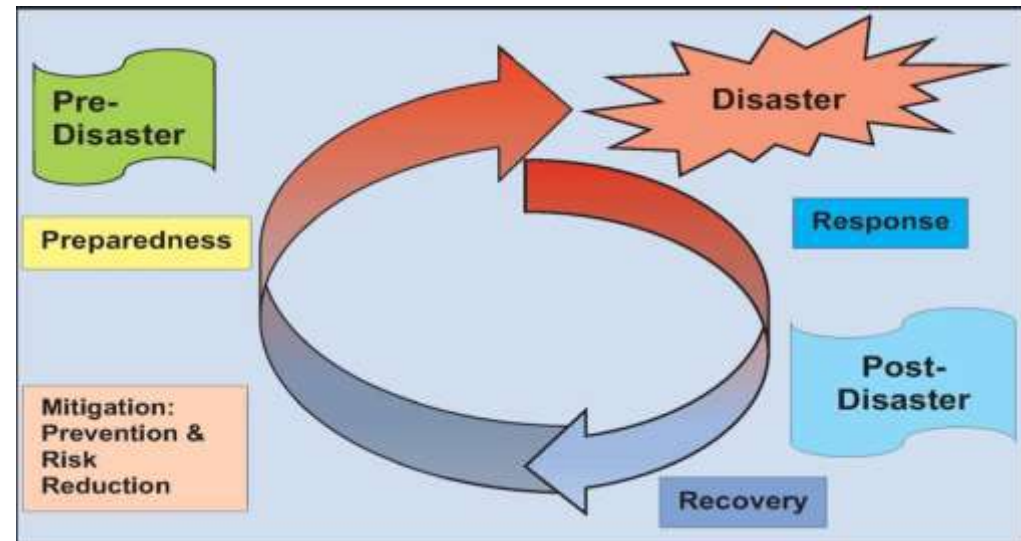 Pre-
Disaster
Disaster
Preparedness
Response
Post-
Disaster
Mitigation:
Prevention &
Risk
Reduction
Recovery